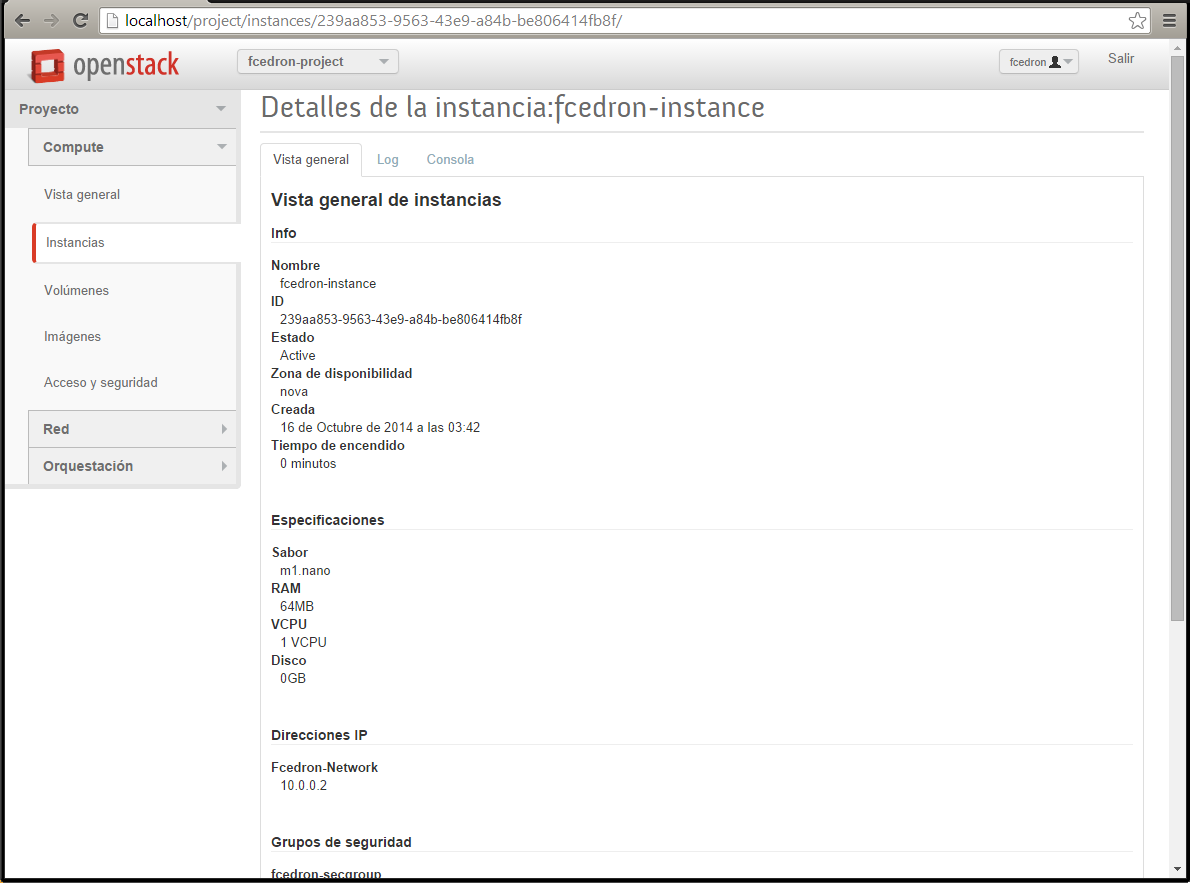 localhost/project/instances/239aa853-9563-43e9-a84b-be806414fb8f/
openstack
fcedron-project
fcedron
Salir
Proyecto
Compute
Vista general
Instancias
Volúmenes
Imágenes
Acceso y seguridad
Red
Orquestación
Detalles de la instancia:fcedron-instance
Vista general
Log
Consola
Vista general de instancias
Info
Nombre
fcedron-instance
ID
239aa853-9563-43e9-a84b-be806414fb8f
Estado
Active
Zona de disponibilidad
nova
Creada
16 de Octubre de 2014 a las 03:42
Tiempo de encendido
0 minutos
Especificaciones
Sabor
m1.nano
RAM
64MB
VCPU
1 VCPU
Disco
0GB
Direcciones IP
Fcedron-Network
10.0.0.2
Grupos de seguridad
fcedron-secgroup